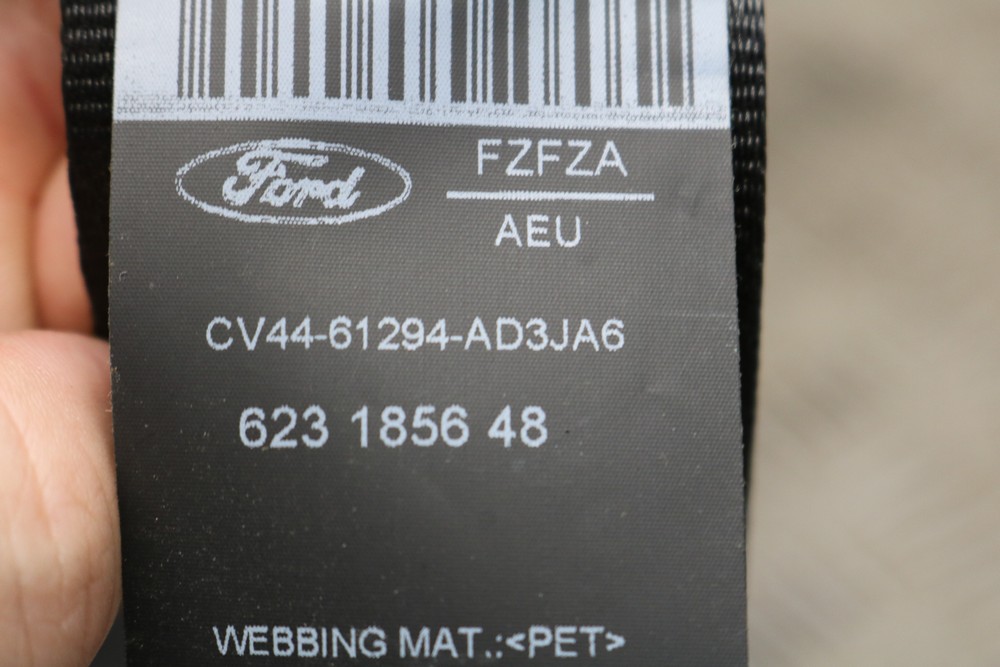 Ford
FZFZA
AEU
CV44-61294-AD3JA6
623 1856 48
WEBBING MAT.:<PET>